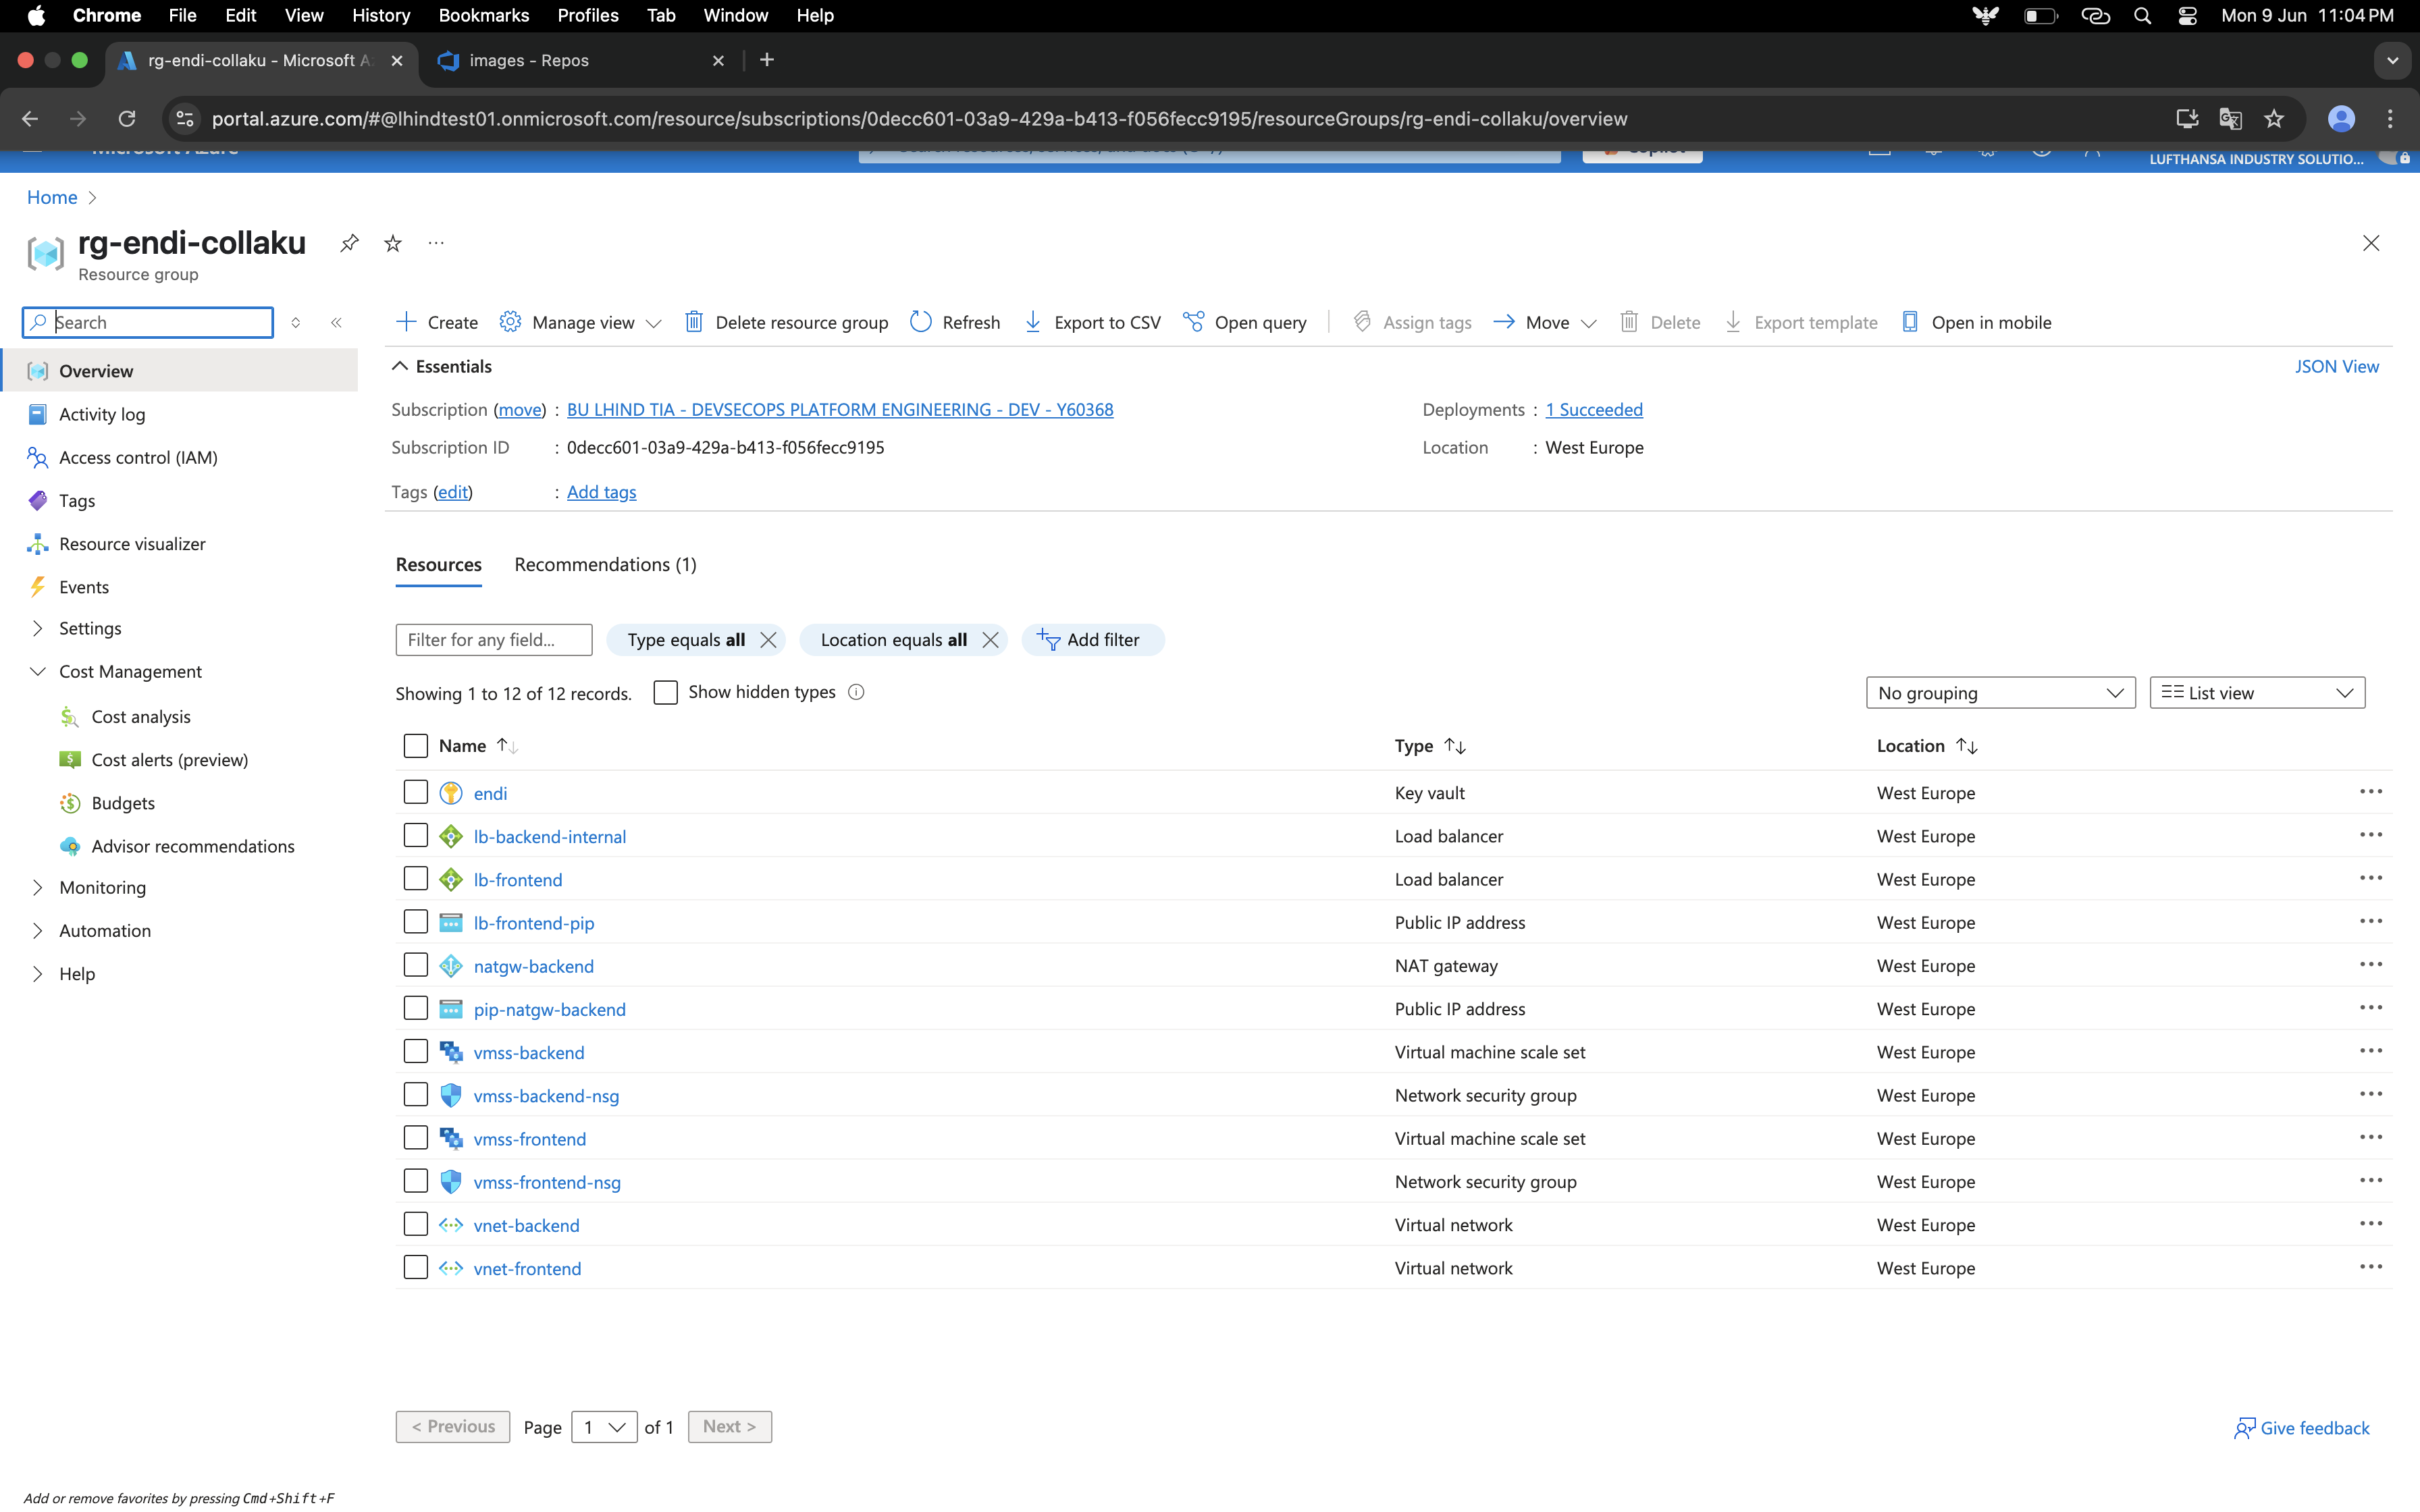 Chrome File Edit View History Bookmarks Profiles Tab Window Help Mon 9 Jun 11:04 PM
rg-endi-collaku - Microsoft A images - Repos
portal.azure.com/#@lhindtest01.onmicrosoft.com/resource/subscriptions/0decc601-03a9-429a-b413-f056fecc9195/resourceGroups/rg-endi-collaku/overview
Microsoft Azure Copilot LUFTHANSA INDUSTRY SOLUTIO...
Home
rg-endi-collaku
Resource group
Search
Create Manage view Delete resource group Refresh Export to CSV Open query Assign tags Move Delete Export template Open in mobile
Overview
Activity log
Access control (IAM)
Tags
Resource visualizer
Events
Settings
Cost Management
Cost analysis
Cost alerts (preview)
Budgets
Advisor recommendations
Monitoring
Automation
Help
Essentials JSON View
Subscription (move) : BU LHIND TIA - DEVSECOPS PLATFORM ENGINEERING - DEV - Y60368 Deployments : 1 Succeeded
Subscription ID : 0decc601-03a9-429a-b413-f056fecc9195 Location : West Europe
Tags (edit) : Add tags
Resources Recommendations (1)
Filter for any field... Type equals all Location equals all Add filter
Showing 1 to 12 of 12 records. Show hidden types No grouping List view
Name Type Location
endi Key vault West Europe
lb-backend-internal Load balancer West Europe
lb-frontend Load balancer West Europe
lb-frontend-pip Public IP address West Europe
natgw-backend NAT gateway West Europe
pip-natgw-backend Public IP address West Europe
vmss-backend Virtual machine scale set West Europe
vmss-backend-nsg Network security group West Europe
vmss-frontend Virtual machine scale set West Europe
vmss-frontend-nsg Network security group West Europe
vnet-backend Virtual network West Europe
vnet-frontend Virtual network West Europe
< Previous Page 1 of 1 Next > Give feedback
Add or remove favorites by pressing Cmd+Shift+F